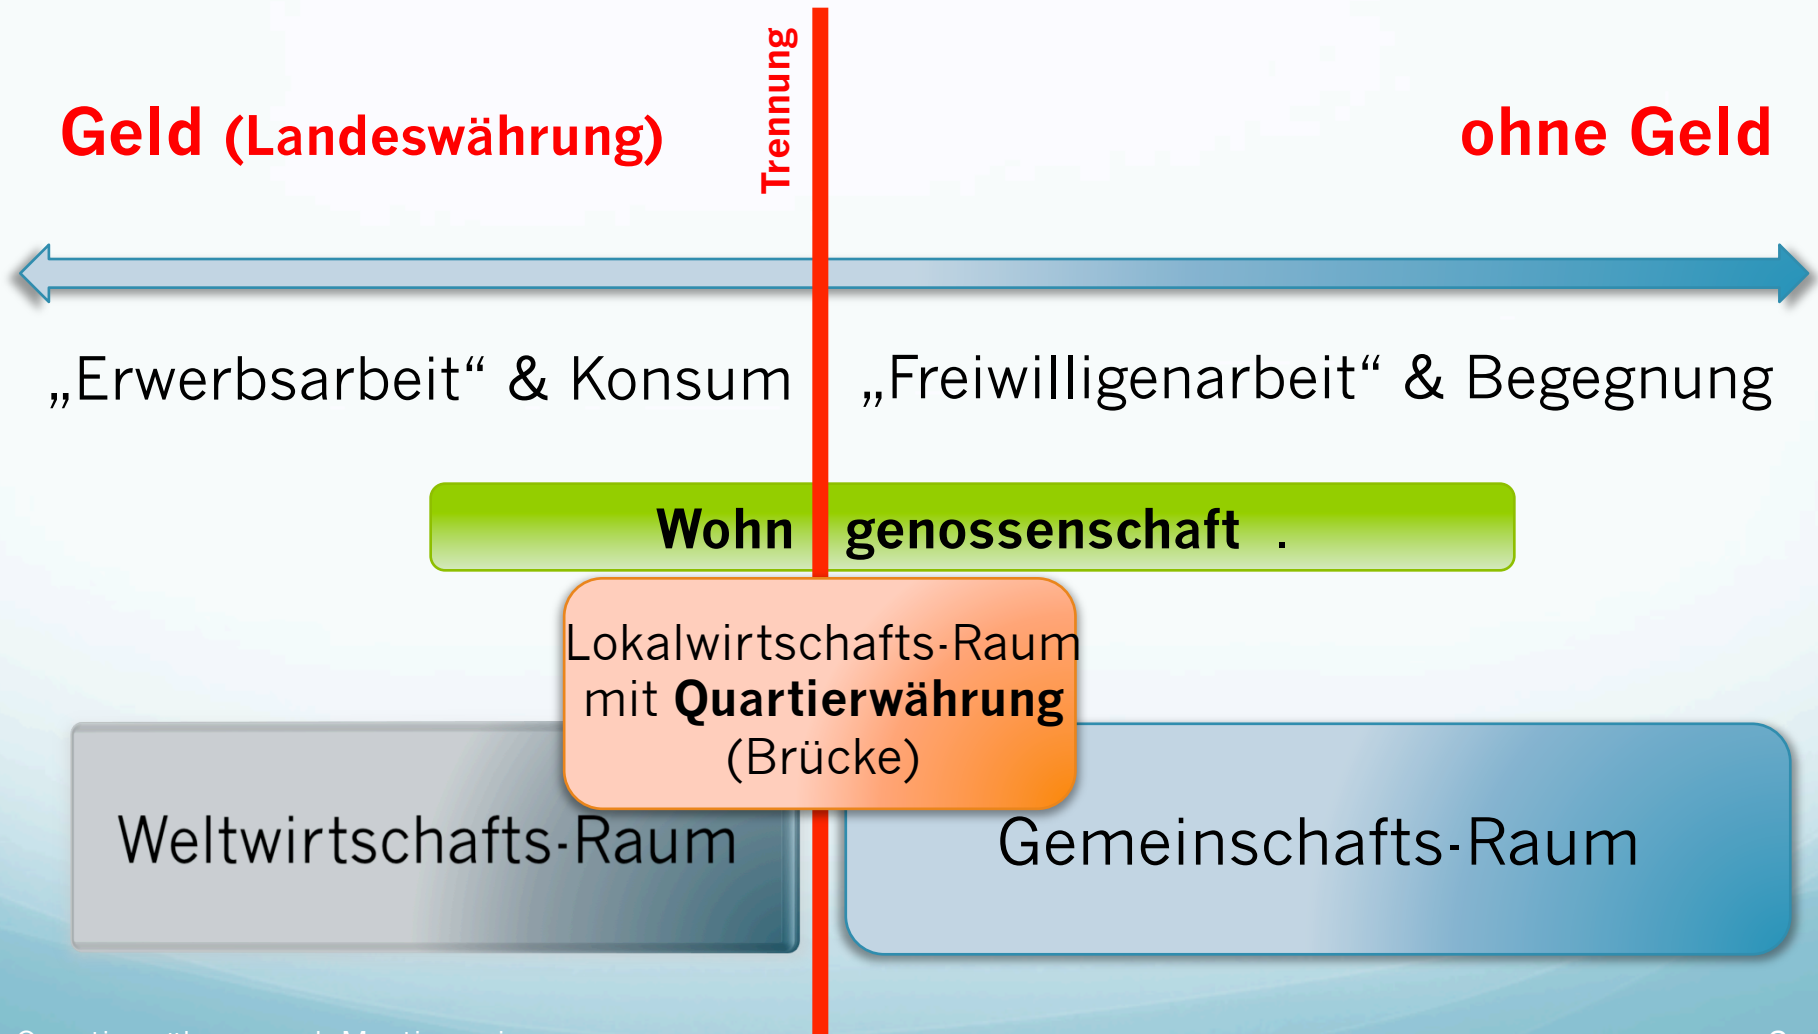 Trennung
Geld (Landeswährung)
ohne Geld
„Erwerbsarbeit“ & Konsum
„Freiwilligenarbeit“ & Begegnung
Wohn genossenschaft .
Lokalwirtschafts-Raum
mit Quartierwährung
(Brücke)
Weltwirtschafts-Raum
Gemeinschafts-Raum